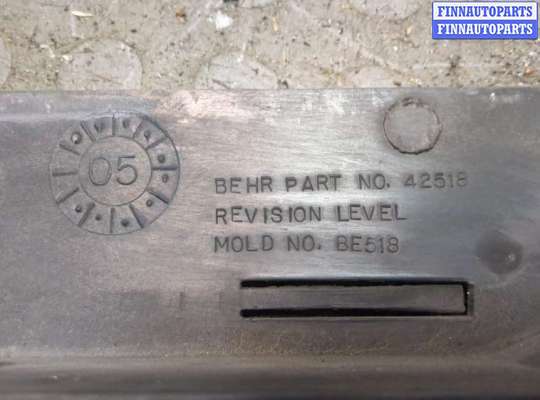 FINNAUTOPARTS
FINNAUTOPARTS
05
BEHR PART NO. 42518
REVISION LEVEL
MOLD NO. BE518